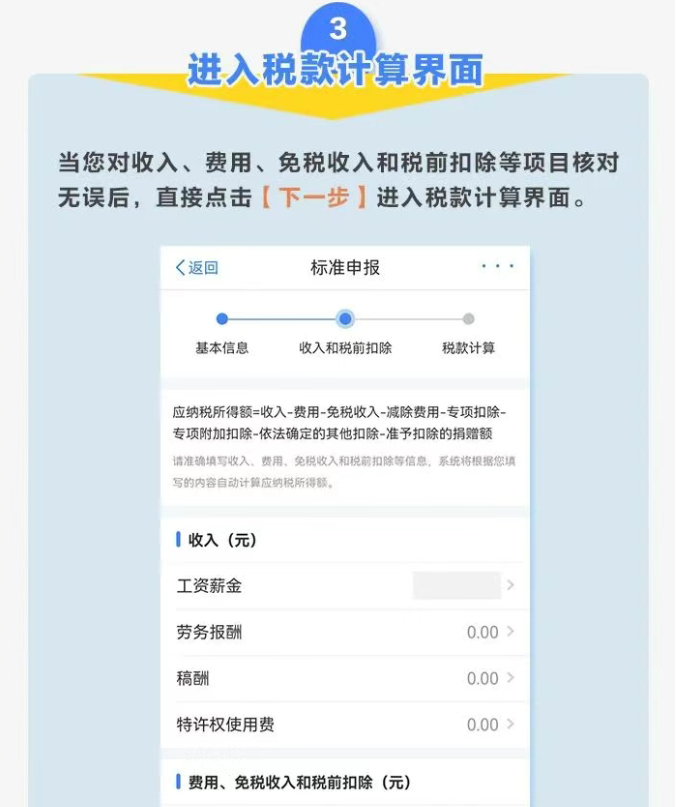 3
进入税款计算界面
当您对收入、费用、免税收入和税前扣除等项目核对
无误后，直接点击【下一步】进入税款计算界面。
返回 标准申报
基本信息 收入和税前扣除 税款计算
应纳税所得额=收入-费用-免税收入-减除费用-专项扣除-
专项附加扣除-依法确定的其他扣除-准予扣除的捐赠额
请准确填写收入、费用、免税收入和税前扣除等信息，系统将根据您填
写的内容自动计算应纳税所得额。
收入（元）
工资薪金
劳务报酬 0.00
稿酬 0.00
特许权使用费 0.00
费用、免税收入和税前扣除（元）